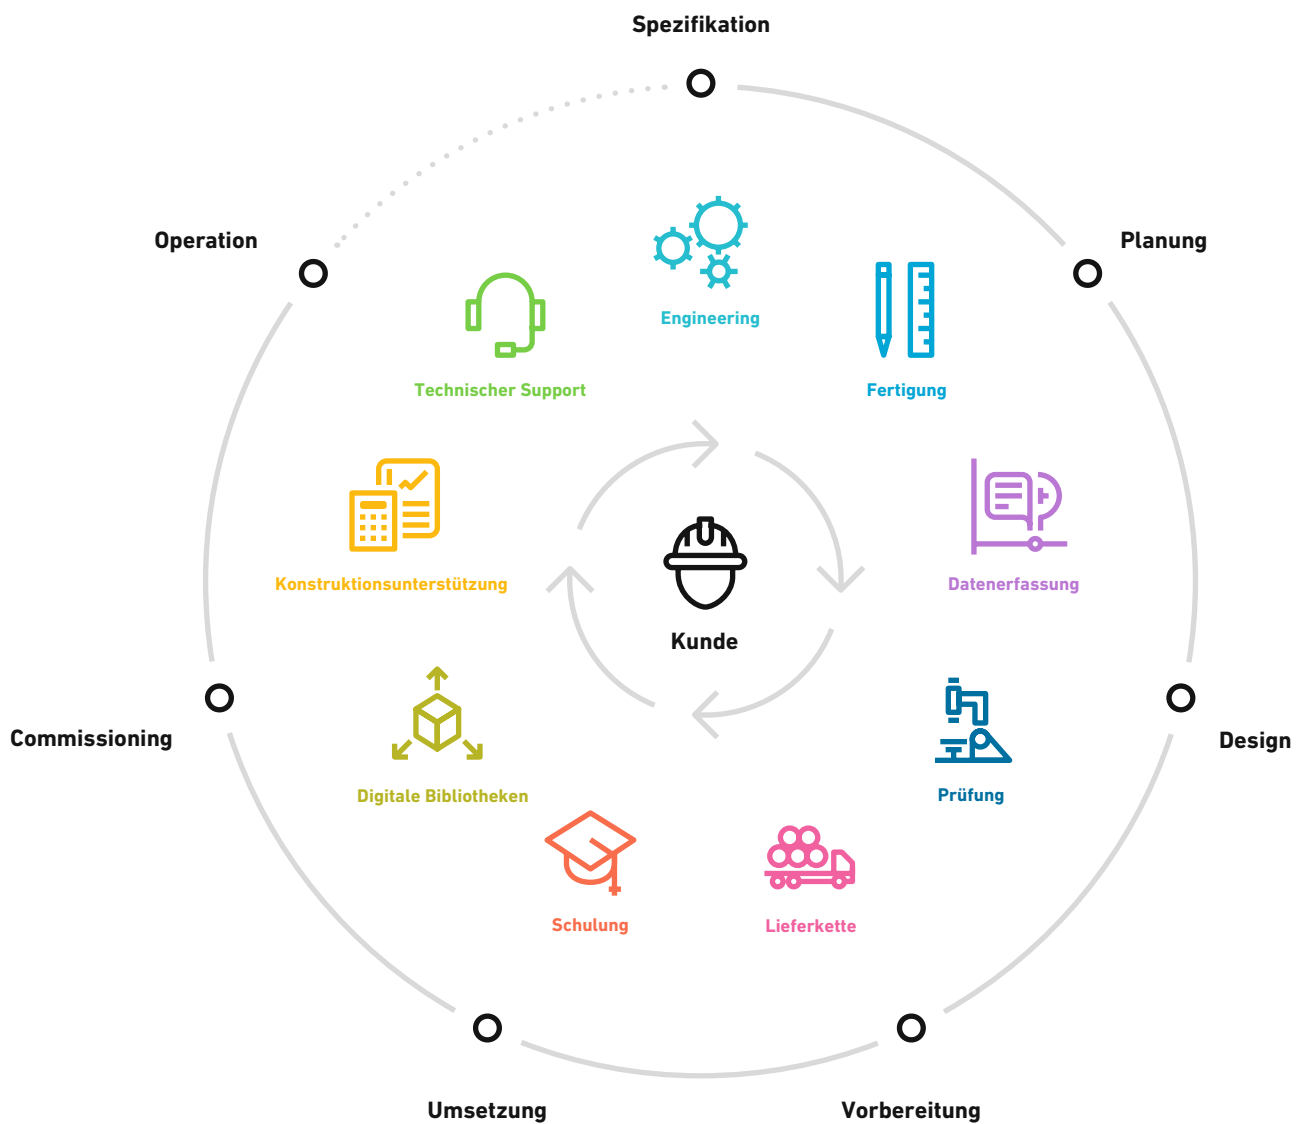 Spezifikation
Operation
Planung
Engineering
Technischer Support
Fertigung
Konstruktionsunterstützung
Datenerfassung
Kunde
Commissioning
Design
Digitale Bibliotheken
Prüfung
Schulung
Lieferkette
Umsetzung
Vorbereitung